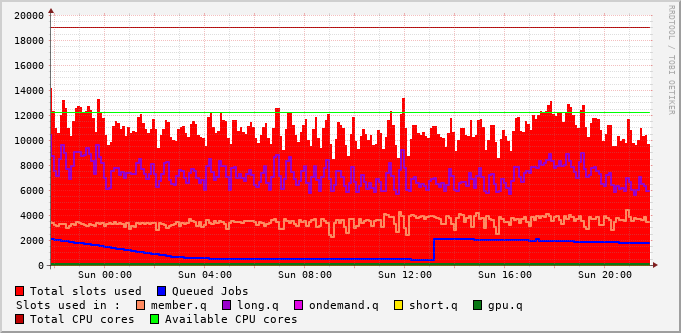 20000
18000
16000
14000
12000
10000
8000
6000
4000
2000
0
Sun 00:00 Sun 04:00 Sun 08:00 Sun 12:00 Sun 16:00 Sun 20:00
RRDTOOL / TOBI OETIKER
Total slots used Queued Jobs
Slots used in : member.q long.q ondemand.q short.q gpu.q
Total CPU cores Available CPU cores